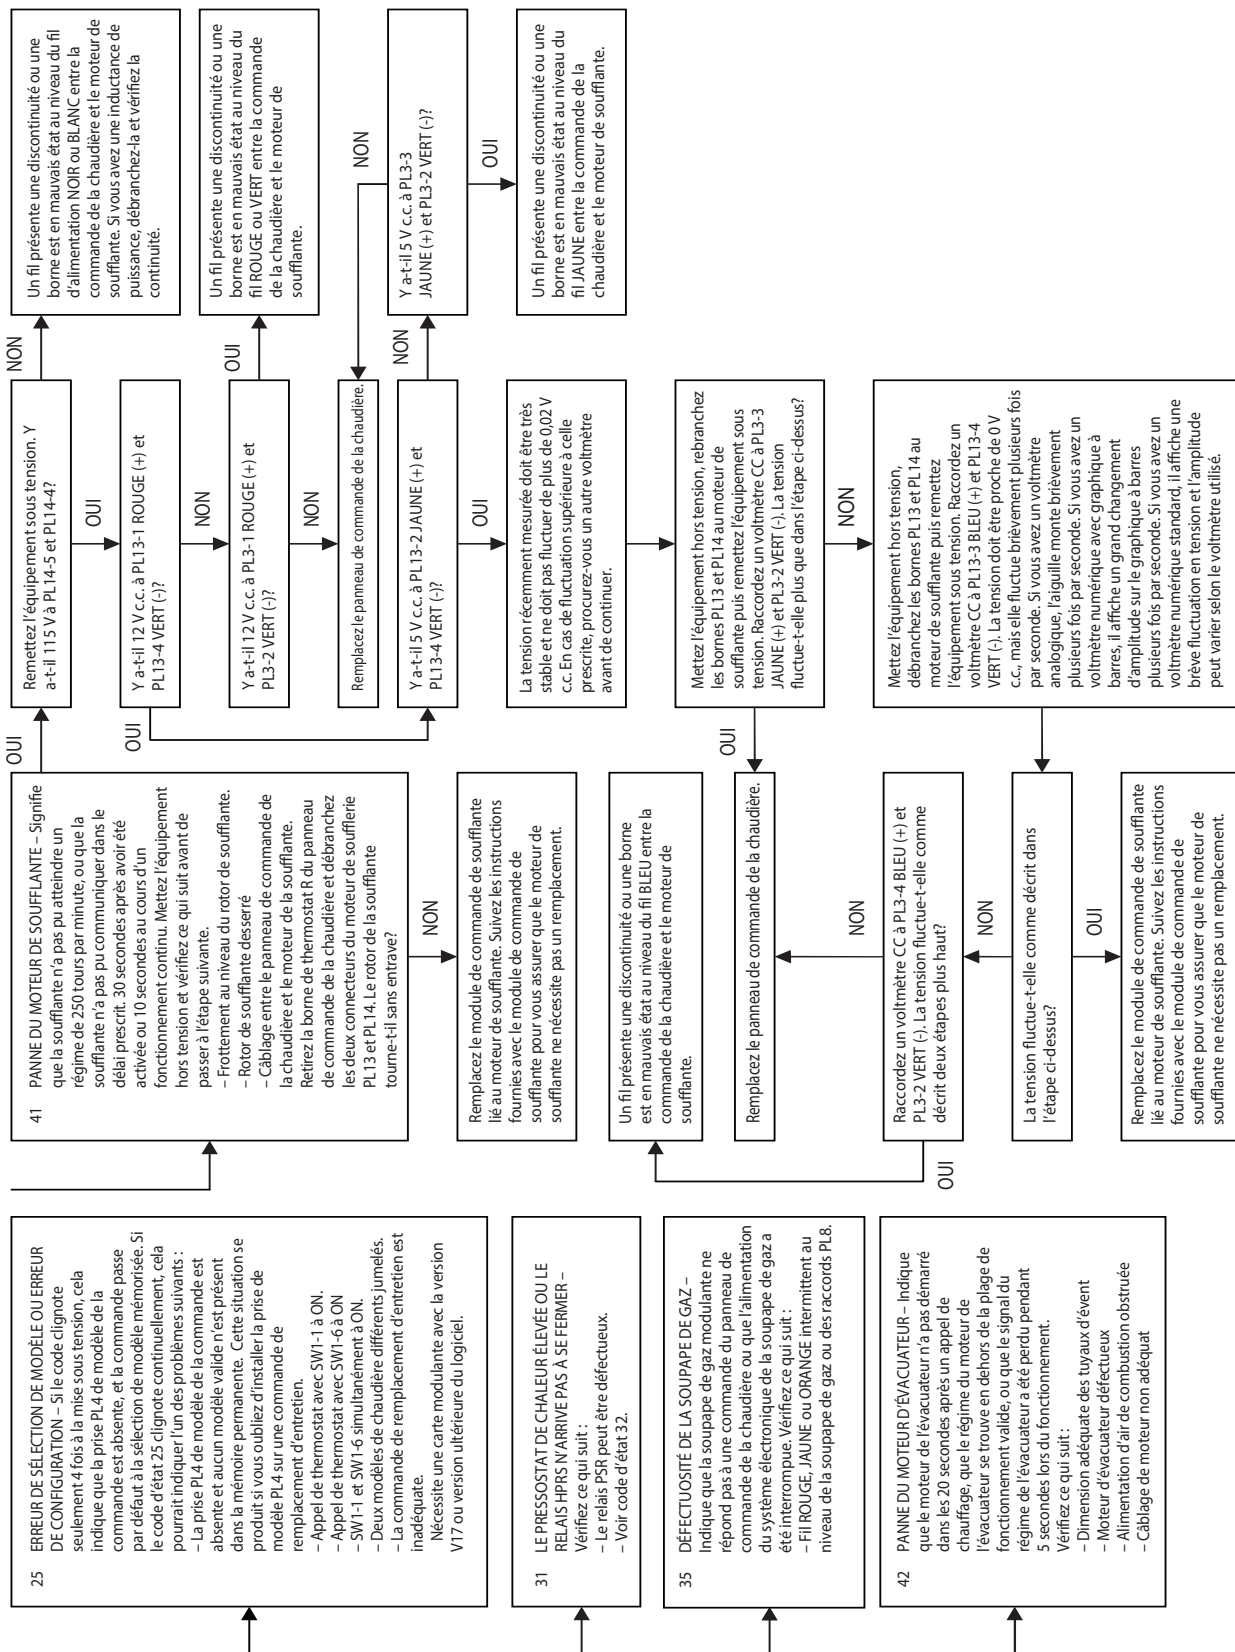 25 ERREUR DE SÉLECTION DE MODÈLE OU ERREUR
DE CONFIGURATION – Si le code clignote
seulement 4 fois à la mise sous tension, cela
indique que la prise PL4 de modèle de la
commande est absente, et la commande passe
par défaut à la sélection de modèle mémorisée. Si
le code d'état 25 clignote continuellement, cela
pourrait indiquer l'un des problèmes suivants :
– La prise PL4 de modèle de la commande est
absente et aucun modèle valide n'est présent
dans la mémoire permanente. Cette situation se
produit si vous oubliez d'installer la prise de
modèle PL4 sur une commande de
remplacement d'entretien.
– Appel de thermostat avec SW1-1 à ON.
– Appel de thermostat avec SW1-6 à ON
– SW1-1 et SW1-6 simultanément à ON.
– Deux modèles de chaudière différents jumelés.
– La commande de remplacement d'entretien est
inadéquate.
Nécessite une carte modulante avec la version
V17 ou version ultérieure du logiciel.
31 LE PRESSOSTAT DE CHALEUR ÉLEVÉE OU LE
RELAIS HPRS N'ARRIVE PAS À SE FERMER –
Vérifiez ce qui suit :
– Le relais PSR peut être défectueux.
– Voir code d'état 32.
35 DÉFECTUOSITÉ DE LA SOUPAPE DE GAZ –
Indique que la soupape de gaz modulante ne
répond pas à une commande du panneau de
commande de la chaudière ou que l'alimentation
du système électronique de la soupape de gaz a
été interrompue. Vérifiez ce qui suit :
– Fil ROUGE, JAUNE ou ORANGE intermittent au
niveau de la soupape de gaz ou des raccords PL8.
42 PANNE DU MOTEUR D'ÉVACUATEUR – Indique
que le moteur de l'évacuateur n'a pas démarré
dans les 20 secondes après un appel de
chauffage, que le régime du moteur de
l'évacuateur se trouve en dehors de la plage de
fonctionnement valide, ou que le signal du
régime de l'évacuateur a été perdu pendant
5 secondes lors du fonctionnement.
Vérifiez ce qui suit :
– Dimension adéquate des tuyaux d'évent
– Moteur d'évacuateur défectueux
– Alimentation d'air de combustion obstruée
– Câblage de moteur non adéquat
41 PANNE DU MOTEUR DE SOUFFLANTE – Signifie
que la soufflante n'a pas pu atteindre un
régime de 250 tours par minute, ou que la
soufflante n'a pas pu communiquer dans le
délai prescrit. 30 secondes après avoir été
activée ou 10 secondes au cours d'un
fonctionnement continu. Mettez l'équipement
hors tension et vérifiez ce qui suit avant de
passer à l'étape suivante.
– Frottement au niveau du rotor de soufflante.
– Rotor de soufflante desserré
– Câblage entre le panneau de commande de
la chaudière et le moteur de la soufflante.
Retirez la borne de thermostat R du panneau
de commande de la chaudière et débranchez
les deux connecteurs du moteur de soufflerie
PL13 et PL14. Le rotor de la soufflante
tourne-t-il sans entrave?
NON
Remplacez le module de commande de soufflante
lié au moteur de soufflante. Suivez les instructions
fournies avec le module de commande de
soufflante pour vous assurer que le moteur de
soufflante ne nécessite pas un remplacement.
Un fil présente une discontinuité ou une borne
est en mauvais état au niveau du fil BLEU entre la
commande de la chaudière et le moteur de
soufflante.
Remplacez le panneau de commande de la chaudière.
NON
Raccordez un voltmètre CC à PL3-4 BLEU (+) et
PL3-2 VERT (-). La tension fluctue-t-elle comme
décrit deux étapes plus haut?
OUI
NON
La tension fluctue-t-elle comme décrit dans
l'étape ci-dessus?
OUI
Remplacez le module de commande de soufflante
lié au moteur de soufflante. Suivez les instructions
fournies avec le module de commande de
soufflante pour vous assurer que le moteur de
soufflante ne nécessite pas un remplacement.
OUI
Remettez l'équipement sous tension. Y
a-t-il 115 V à PL14-5 et PL14-4?
OUI
Y a-t-il 12 V c.c. à PL13-1 ROUGE (+) et
PL13-4 VERT (-)?
OUI
NON
Y a-t-il 12 V c.c. à PL3-1 ROUGE (+) et
PL3-2 VERT (-)?
NON
Remplacez le panneau de commande de la chaudière.
Y a-t-il 5 V c.c. à PL13-2 JAUNE (+) et
PL13-4 VERT (-)?
OUI
La tension récemment mesurée doit être très
stable et ne doit pas fluctuer de plus de 0,02 V
c.c. En cas de fluctuation supérieure à celle
prescrite, procurez-vous un autre voltmètre
avant de continuer.
Mettez l'équipement hors tension, rebranchez
les bornes PL13 et PL14 au moteur de
soufflante puis remettez l'équipement sous
tension. Raccordez un voltmètre CC à PL3-3
JAUNE (+) et PL3-2 VERT (-). La tension
fluctue-t-elle plus que dans l'étape ci-dessus?
OUI
NON
Mettez l'équipement hors tension,
débranchez les bornes PL13 et PL14 au
moteur de soufflante puis remettez
l'équipement sous tension. Raccordez un
voltmètre CC à PL13-3 BLEU (+) et PL13-4
VERT (-). La tension doit être proche de 0 V
c.c., mais elle fluctue brièvement plusieurs fois
par seconde. Si vous avez un voltmètre
analogique, l'aiguille monte brièvement
plusieurs fois par seconde. Si vous avez un
voltmètre numérique avec graphique à
barres, il affiche un grand changement
d'amplitude sur le graphique à barres
plusieurs fois par seconde. Si vous avez un
voltmètre numérique standard, il affiche une
brève fluctuation en tension et l'amplitude
peut varier selon le voltmètre utilisé.
NON
Un fil présente une discontinuité ou une
borne est en mauvais état au niveau du fil
d'alimentation NOIR ou BLANC entre la
commande de la chaudière et le moteur de
soufflante. Si vous avez une inductance de
puissance, débranchez-la et vérifiez la
continuité.
OUI
Un fil présente une discontinuité ou une
borne est en mauvais état au niveau du
fil ROUGE ou VERT entre la commande
de la chaudière et le moteur de
soufflante.
NON
NON
Y a-t-il 5 V c.c. à PL3-3
JAUNE (+) et PL3-2 VERT (-)?
OUI
Un fil présente une discontinuité ou une
borne est en mauvais état au niveau du
fil JAUNE entre la commande de la
chaudière et le moteur de soufflante.